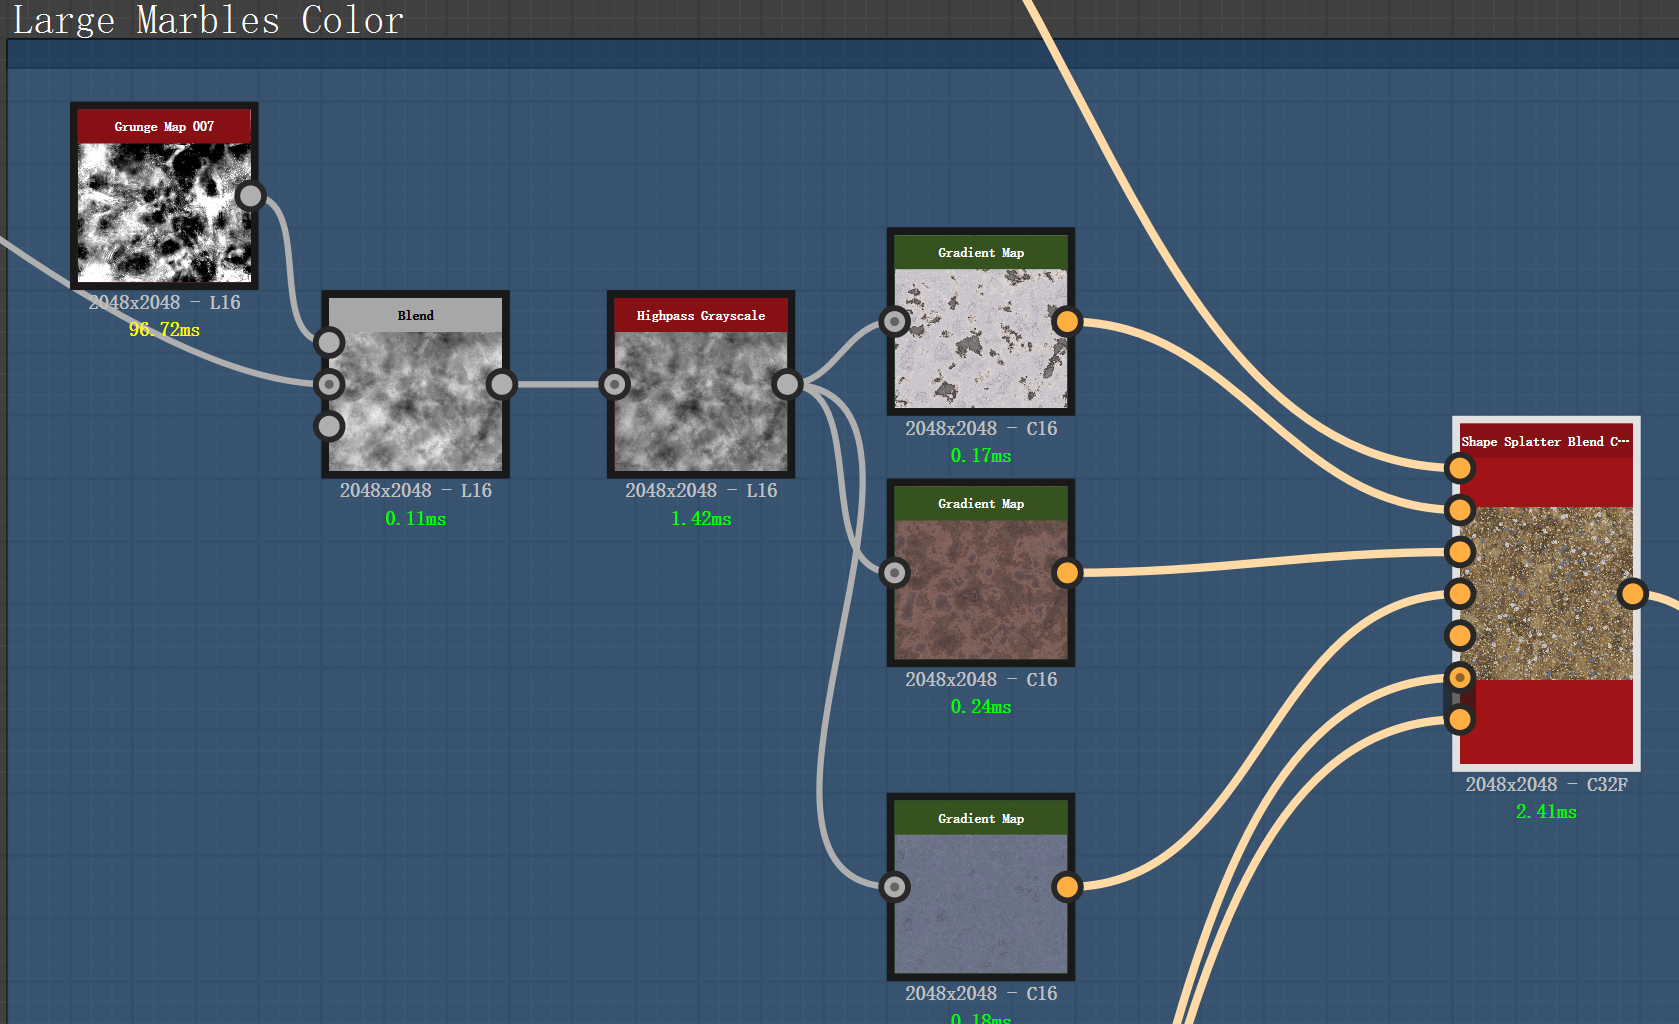 Large Marbles Color
Grunge Map 007
2048x2048 - L16
96.72ms
Blend
2048x2048 - L16
0.11ms
Highpass Grayscale
2048x2048 - L16
1.42ms
Gradient Map
2048x2048 - C16
0.17ms
Gradient Map
2048x2048 - C16
0.24ms
Gradient Map
2048x2048 - C16
0.18ms
Shape Splatter Blend C…
2048x2048 - C32F
2.41ms